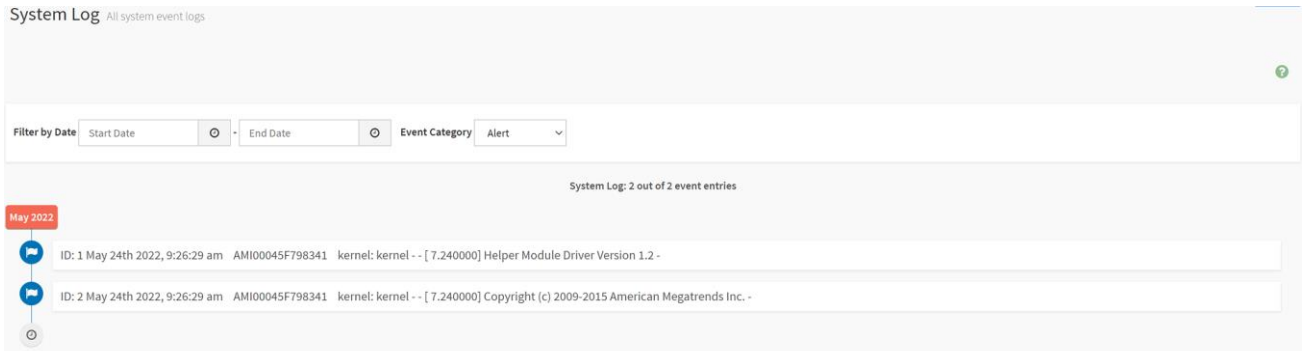 System Log All system event logs
Filter by Date Start Date - End Date Event Category Alert
System Log: 2 out of 2 event entries
May 2022
ID: 1 May 24th 2022, 9:26:29 am AMI00045F798341 kernel: kernel - - [ 7.240000] Helper Module Driver Version 1.2 -
ID: 2 May 24th 2022, 9:26:29 am AMI00045F798341 kernel: kernel - - [ 7.240000] Copyright (c) 2009-2015 American Megatrends Inc. -